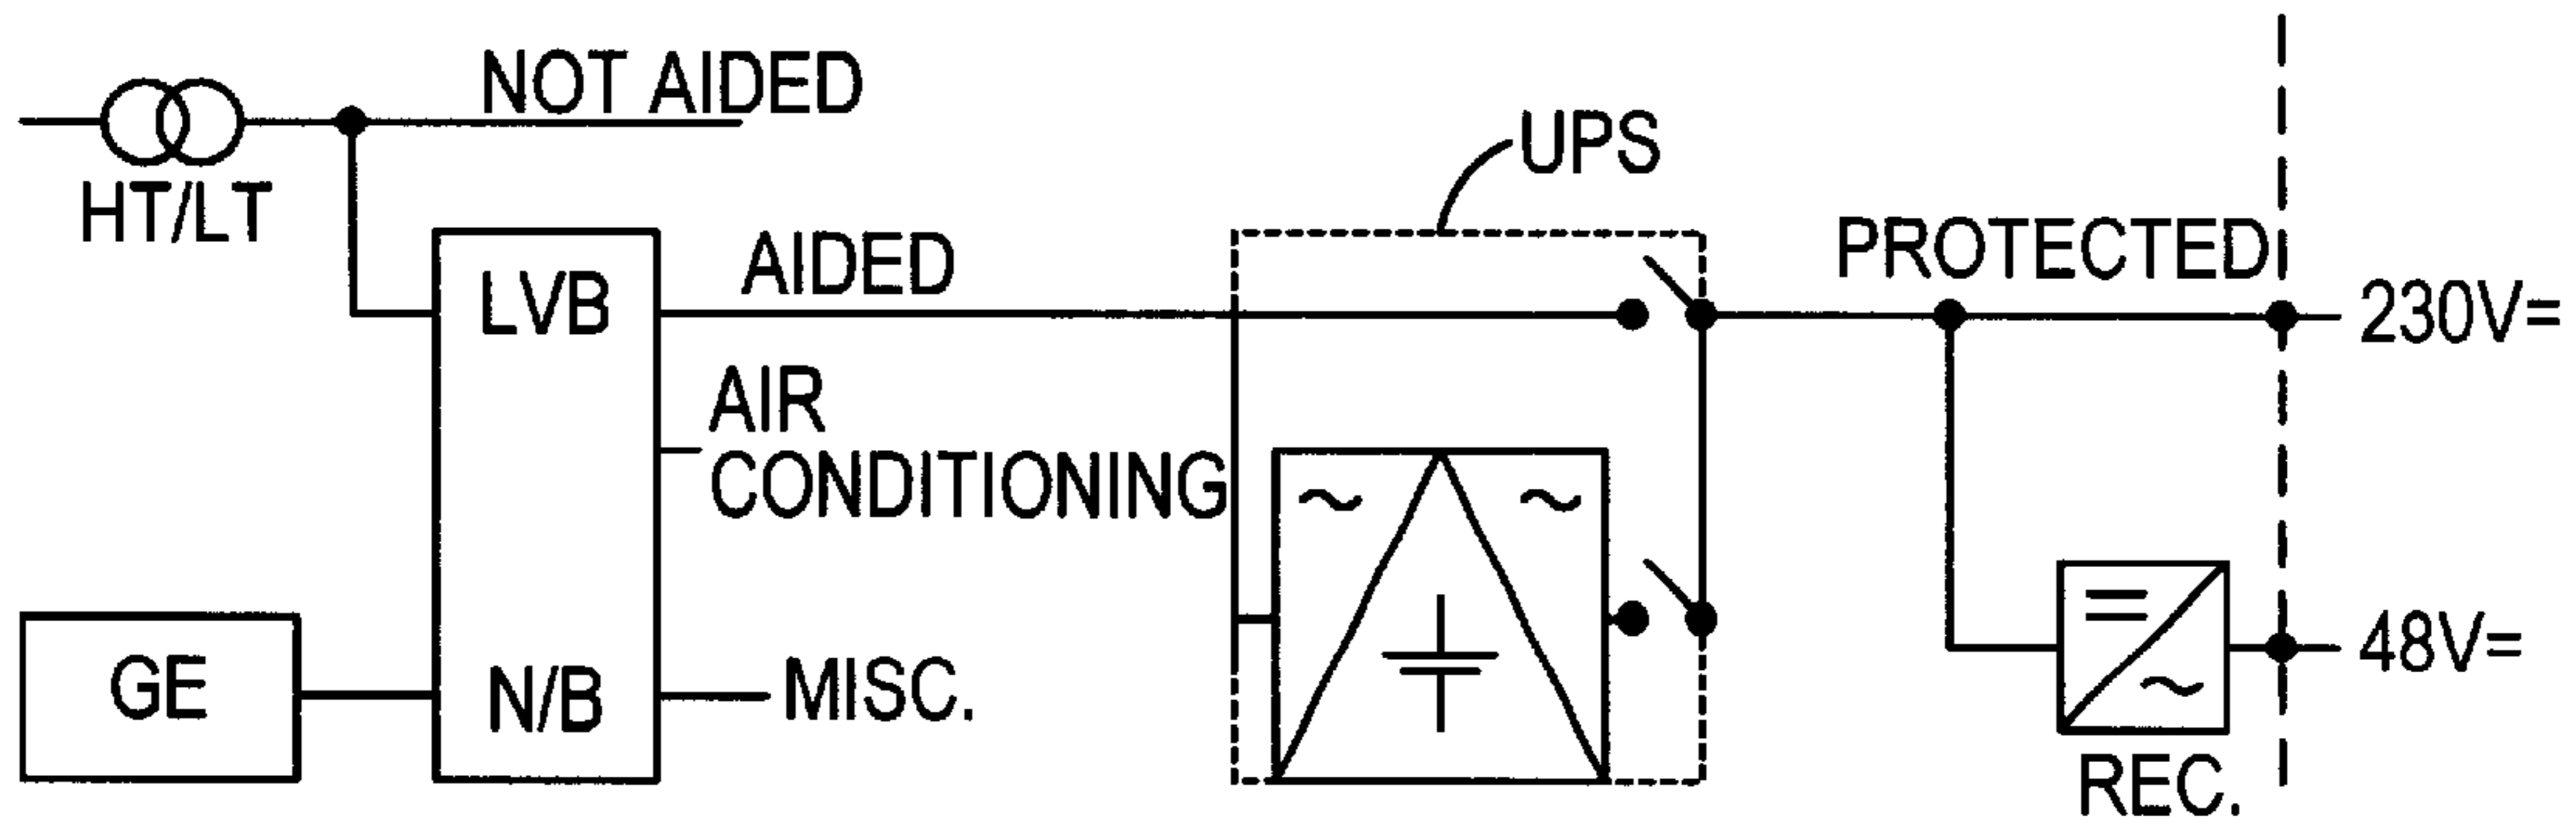 NOT AIDED
HT/LT
UPS
LVB
AIDED
PROTECTED
230V=
AIR
CONDITIONING
GE
N/B
MISC.
48V=
REC.